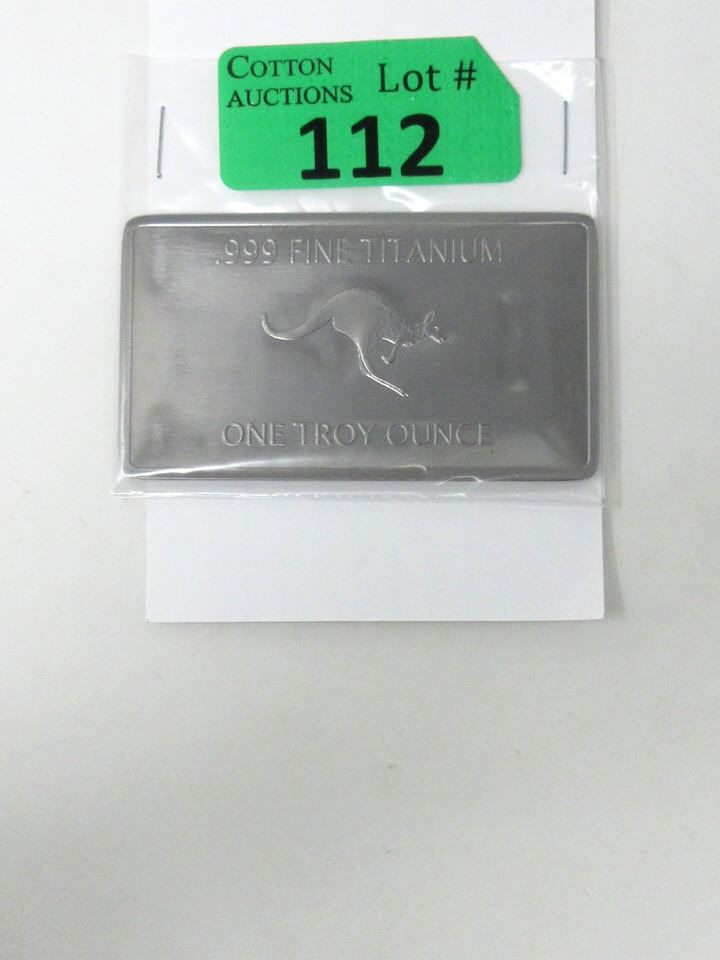 COTTON
AUCTIONS
Lot #
112
.999 FINE TITANIUM
ONE TROY OUNCE